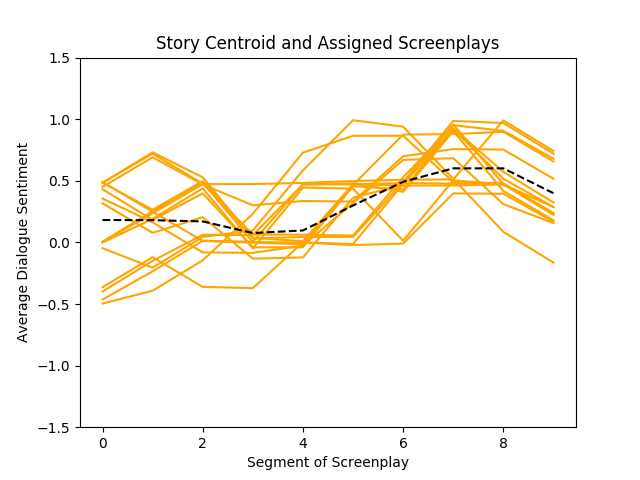 Story Centroid and Assigned Screenplays
1.5
1.0
0.5
0.0
−0.5
−1.0
−1.5
Average Dialogue Sentiment
0 2 4 6 8
Segment of Screenplay